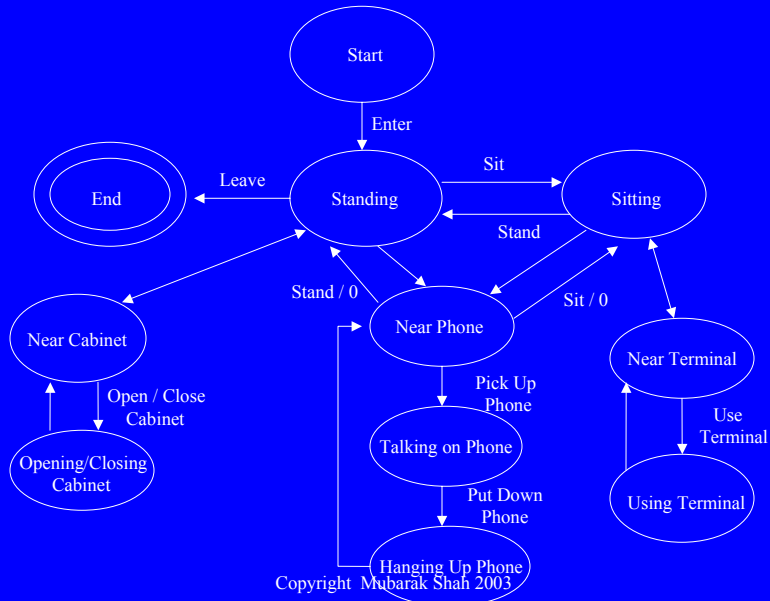 Start
Enter
Leave
Sit
End
Standing
Sitting
Stand
Stand / 0
Sit / 0
Near Cabinet
Near Phone
Near Terminal
Open / Close
Cabinet
Pick Up
Phone
Use
Terminal
Talking on Phone
Opening/Closing
Cabinet
Put Down
Phone
Using Terminal
Hanging Up Phone
Copyright Mubarak Shah 2003